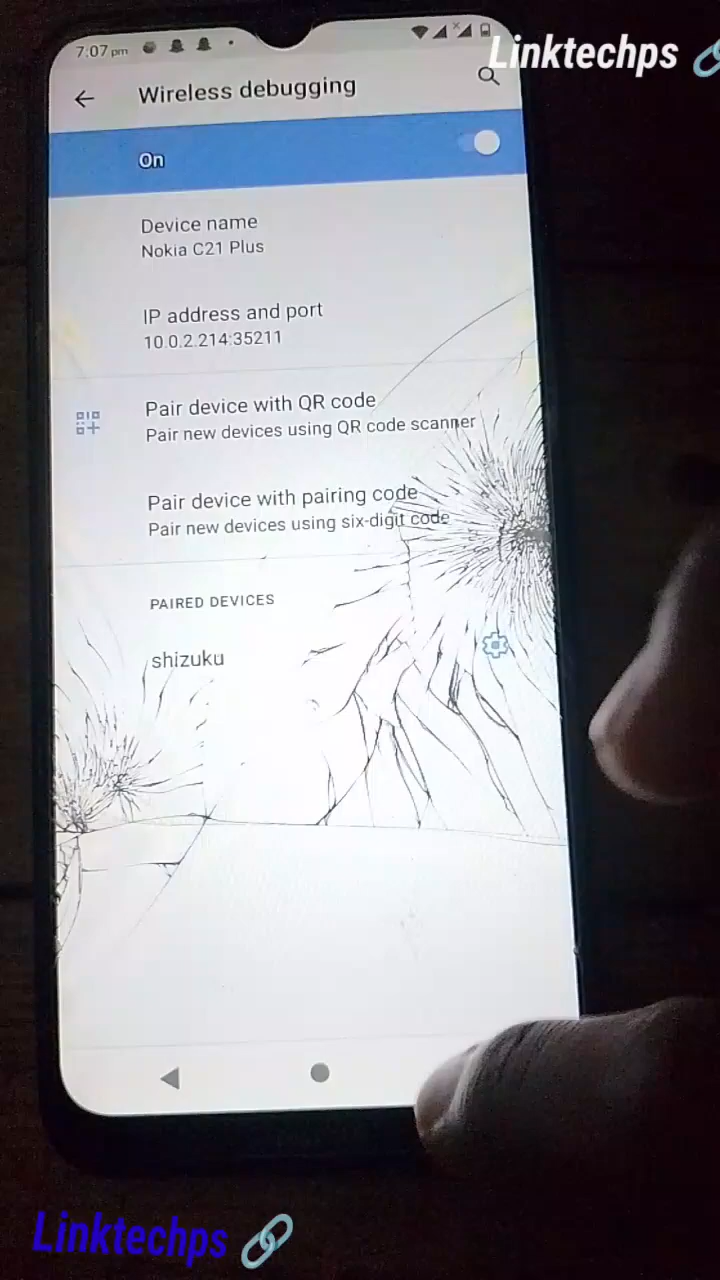 7:07 pm
Linktechps
Wireless debugging
On
Device name
Nokia C21 Plus
IP address and port
10.0.2.214:35211
Pair device with QR code
Pair new devices using QR code scanner
Pair device with pairing code
Pair new devices using six-digit code
PAIRED DEVICES
shizuku
Linktechps